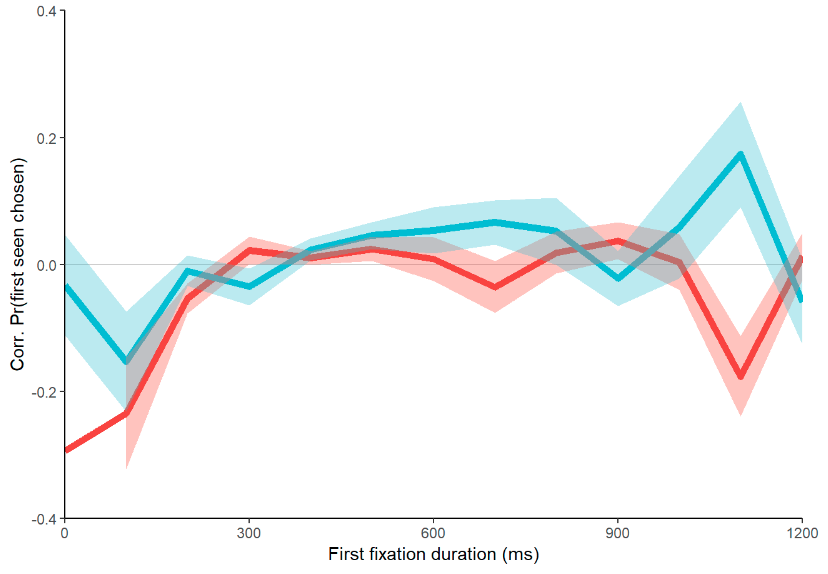 0.4
0.2
0.0
-0.2
-0.4
Corr. Pr(first seen chosen)
0 300 600 900 1200
First fixation duration (ms)